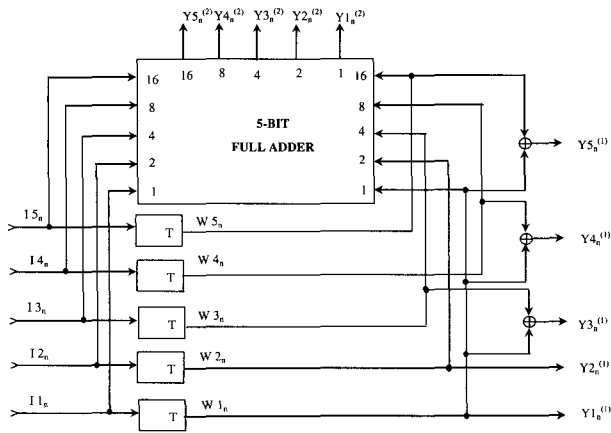 Y5ₙ⁽²⁾ Y4ₙ⁽²⁾ Y3ₙ⁽²⁾ Y2ₙ⁽²⁾ Y1ₙ⁽²⁾
16 16 8 4 2 1 16
8 8
5-BIT
4 4
FULL ADDER
2 2
1 1
Y5ₙ⁽¹⁾
I 5ₙ T W 5ₙ
Y4ₙ⁽¹⁾
I 4ₙ T W 4ₙ
I 3ₙ T W 3ₙ
Y3ₙ⁽¹⁾
I 2ₙ T W 2ₙ Y2ₙ⁽¹⁾
I 1ₙ T W 1ₙ Y1ₙ⁽¹⁾